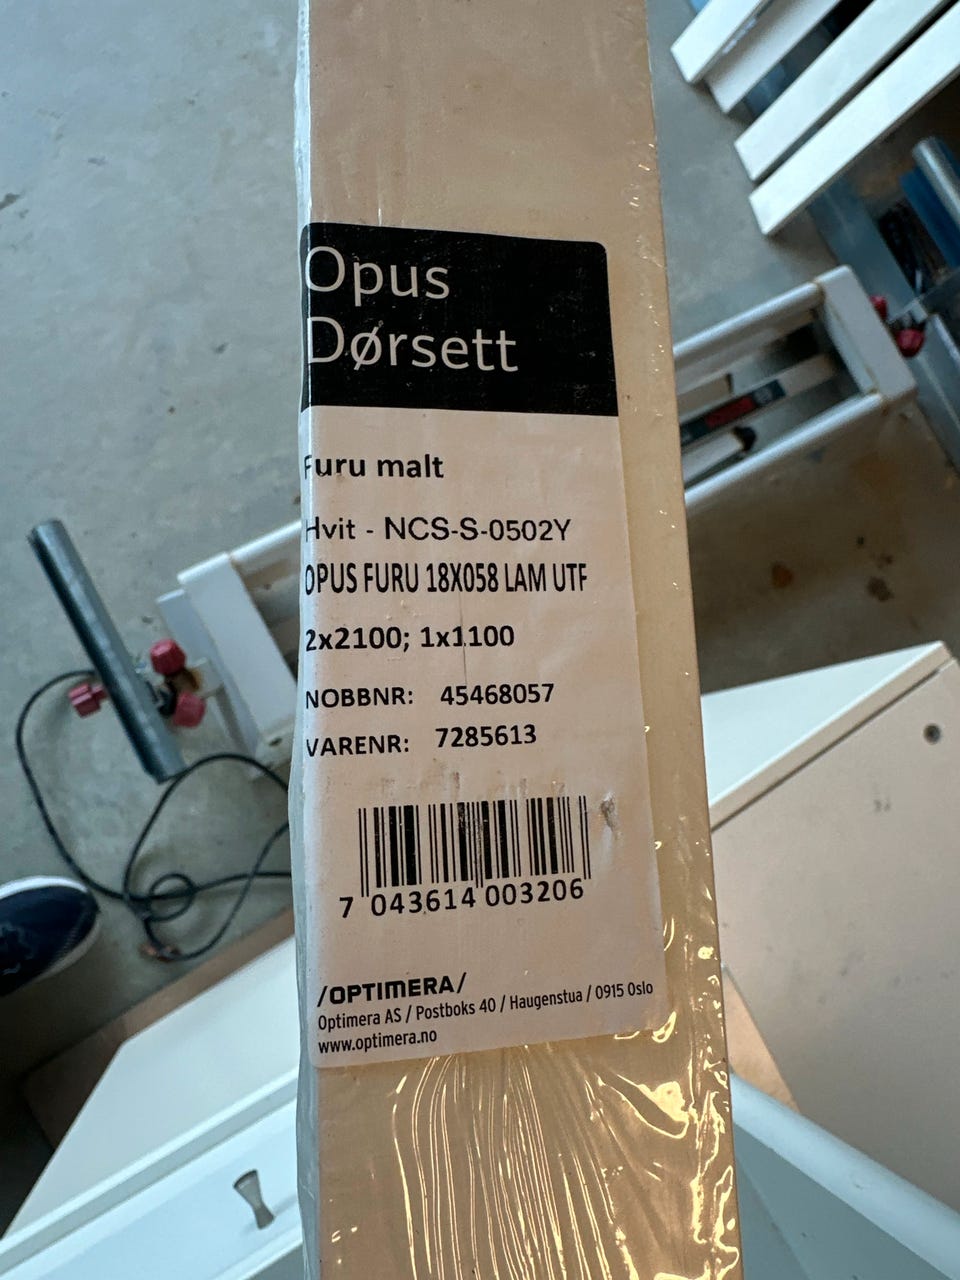 Opus
Dørsett
Furu malt
Hvit - NCS-S-0502Y
OPUS FURU 18X058 LAM UTF
2x2100; 1x1100
NOBBNR: 45468057
VARENR: 7285613
7 043614 003206
/OPTIMERA/
Optimera AS / Postboks 40 / Haugenstua / 0915 Oslo
www.optimera.no